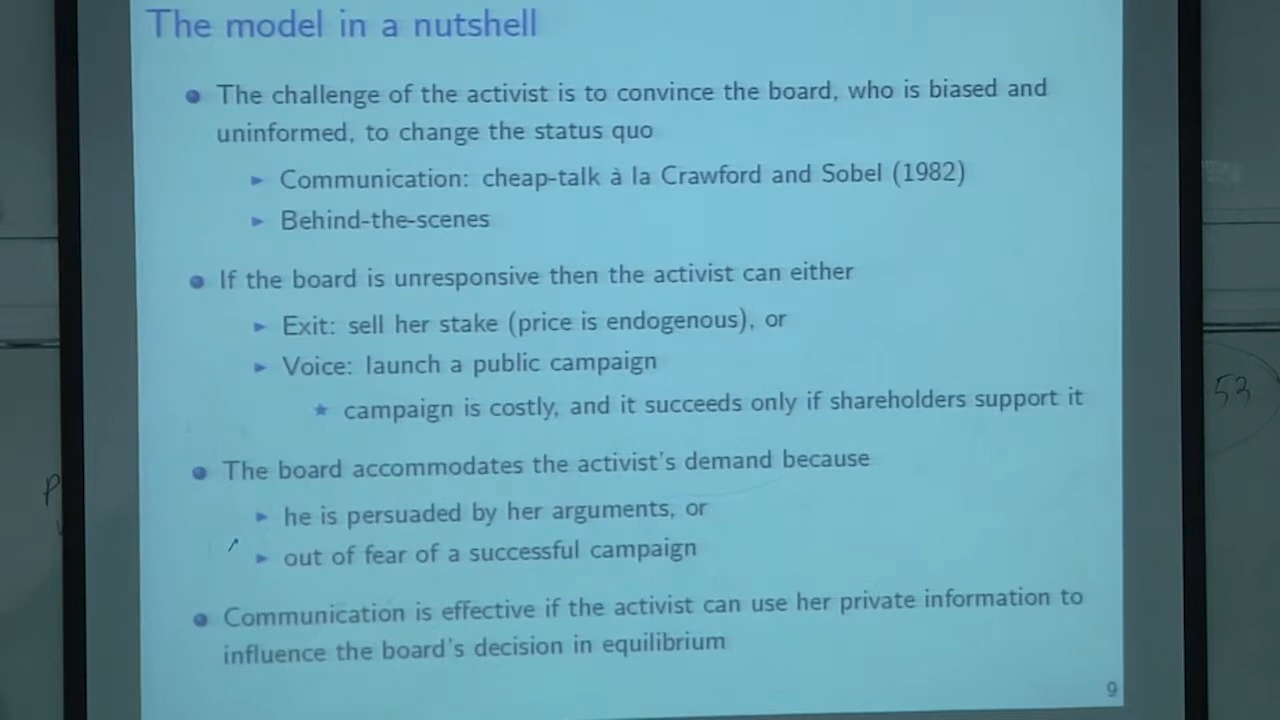 The model in a nutshell
The challenge of the activist is to convince the board, who is biased and
uninformed, to change the status quo
Communication: cheap-talk à la Crawford and Sobel (1982)
Behind-the-scenes
If the board is unresponsive then the activist can either
Exit: sell her stake (price is endogenous), or
Voice: launch a public campaign
campaign is costly, and it succeeds only if shareholders support it
The board accommodates the activist's demand because
he is persuaded by her arguments, or
out of fear of a successful campaign
Communication is effective if the activist can use her private information to
influence the board's decision in equilibrium
9